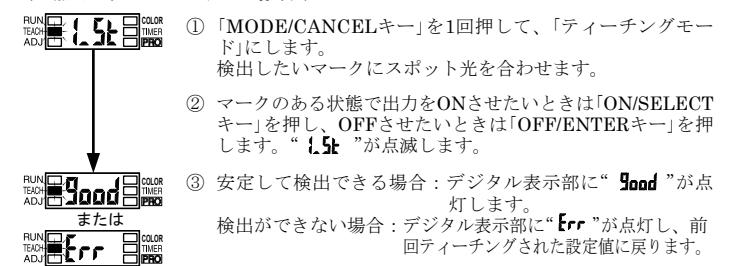 RUN TEACH ADJ 1.St COLOR TIMER PRO
① 「MODE/CANCELキー」を1回押して、「ティーチングモー
ド」にします。
検出したいマークにスポット光を合わせます。
② マークのある状態で出力をONさせたいときは「ON/SELECT
キー」を押し、OFFさせたいときは「OFF/ENTERキー」を押
します。“ 1.St ”が点滅します。
RUN TEACH ADJ good COLOR TIMER PRO
または
RUN TEACH ADJ Err COLOR TIMER PRO
③ 安定して検出できる場合:デジタル表示部に“ good ”が点
灯します。
検出ができない場合:デジタル表示部に“ Err ”が点灯し、前
回ティーチングされた設定値に戻ります。